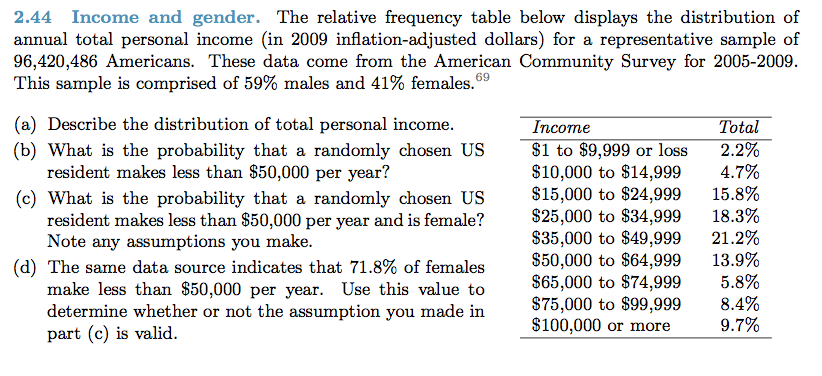 2.44 Income and gender. The relative frequency table below displays the distribution of
annual total personal income (in 2009 inflation-adjusted dollars) for a representative sample of
96,420,486 Americans. These data come from the American Community Survey for 2005-2009.
This sample is comprised of 59% males and 41% females.69
(a) Describe the distribution of total personal income.
(b) What is the probability that a randomly chosen US
resident makes less than $50,000 per year?
(c) What is the probability that a randomly chosen US
resident makes less than $50,000 per year and is female?
Note any assumptions you make.
(d) The same data source indicates that 71.8% of females
make less than $50,000 per year. Use this value to
determine whether or not the assumption you made in
part (c) is valid.
Income Total
$1 to $9,999 or loss 2.2%
$10,000 to $14,999 4.7%
$15,000 to $24,999 15.8%
$25,000 to $34,999 18.3%
$35,000 to $49,999 21.2%
$50,000 to $64,999 13.9%
$65,000 to $74,999 5.8%
$75,000 to $99,999 8.4%
$100,000 or more 9.7%